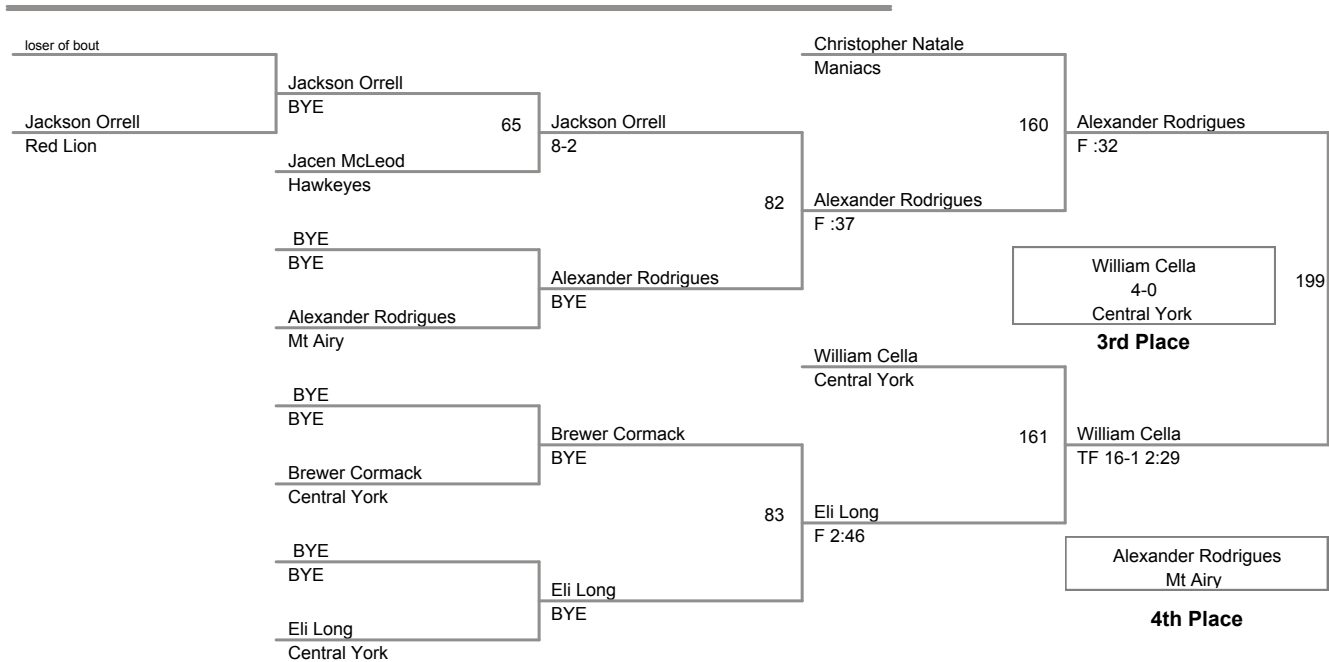 loser of bout
Jackson Orrell
Red Lion
Jackson Orrell
BYE
Jacen McLeod
Hawkeyes
BYE
BYE
Alexander Rodrigues
Mt Airy
BYE
BYE
Brewer Cormack
Central York
BYE
BYE
Eli Long
Central York
65
Jackson Orrell
8-2
Alexander Rodrigues
BYE
Brewer Cormack
BYE
Eli Long
BYE
82
83
Christopher Natale
Maniacs
Alexander Rodrigues
F :37
William Cella
Central York
Eli Long
F 2:46
160
161
Alexander Rodrigues
F :32
William Cella
4-0
Central York
3rd Place
199
William Cella
TF 16-1 2:29
Alexander Rodrigues
Mt Airy
4th Place